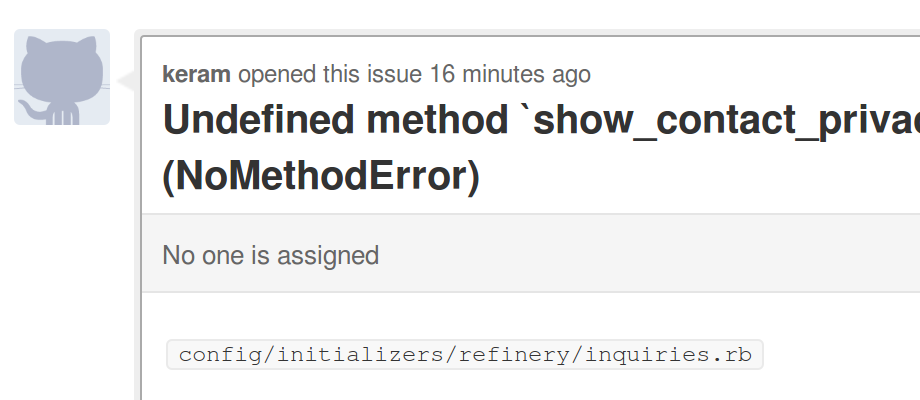 keram opened this issue 16 minutes ago
Undefined method `show_contact_privac
(NoMethodError)
No one is assigned
config/initializers/refinery/inquiries.rb